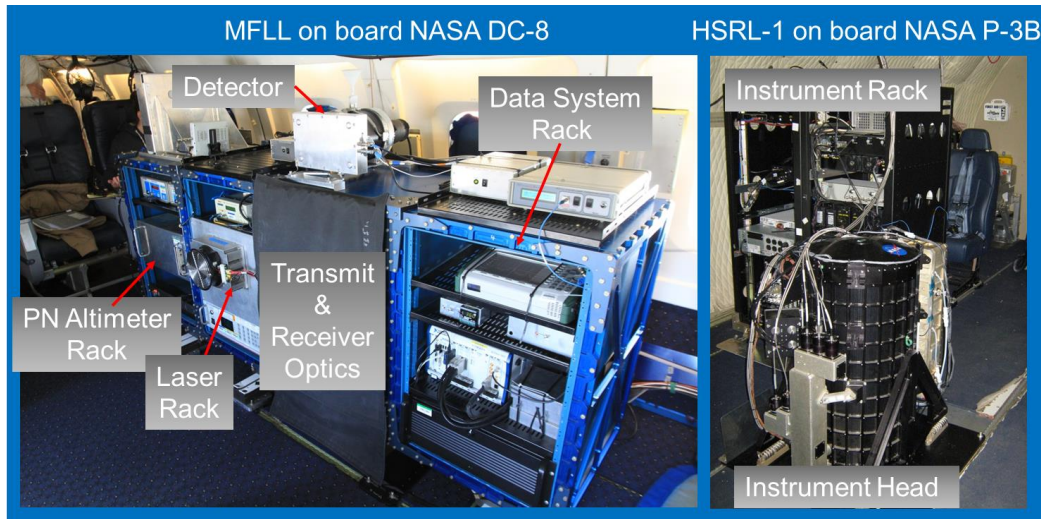 MFLL on board NASA DC-8
HSRL-1 on board NASA P-3B
Detector
Data System
Rack
Transmit
&
Receiver
Optics
PN Altimeter
Rack
Laser
Rack
Instrument Rack
Instrument Head